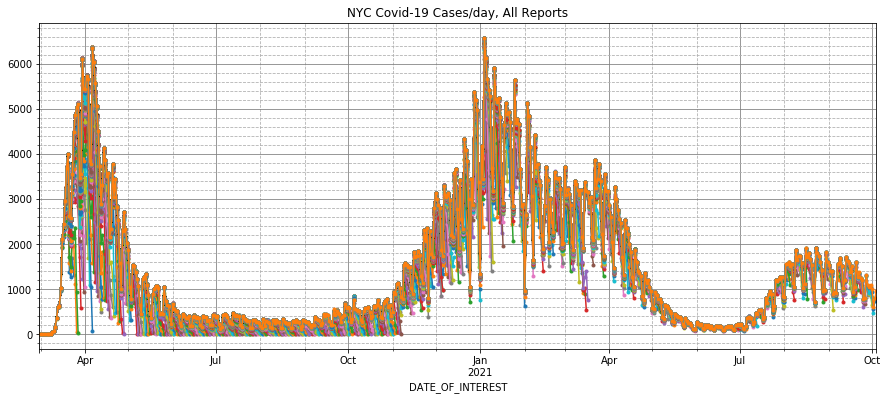 NYC Covid-19 Cases/day, All Reports
6000
5000
4000
3000
2000
1000
0
Apr Jul Oct Jan Apr Jul Oct
2021
DATE_OF_INTEREST